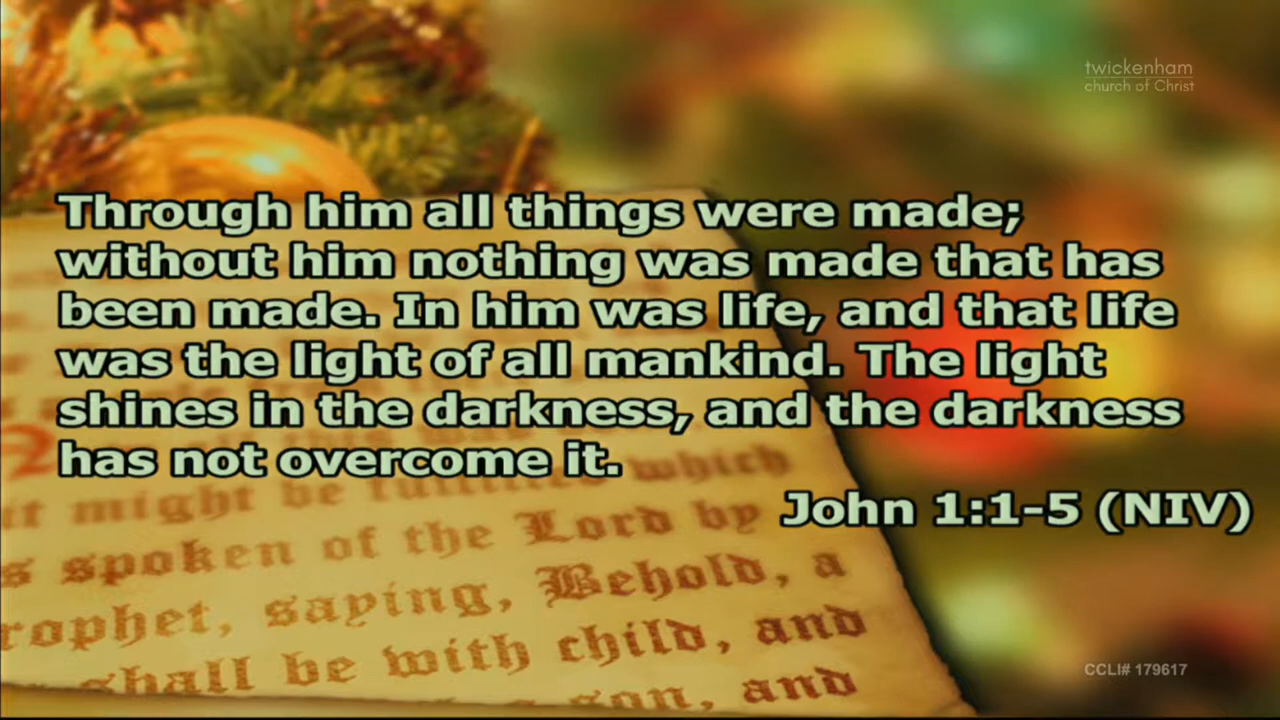 twickenham
church of Christ
Through him all things were made;
without him nothing was made that has
been made. In him was life, and that life
was the light of all mankind. The light
shines in the darkness, and the darkness
has not overcome it.
John 1:1-5 (NIV)
which
it might be
s spoken of the Lord by
rophet, saying, Behold, a
shall be with child, and
a son, and
CCLI# 179617